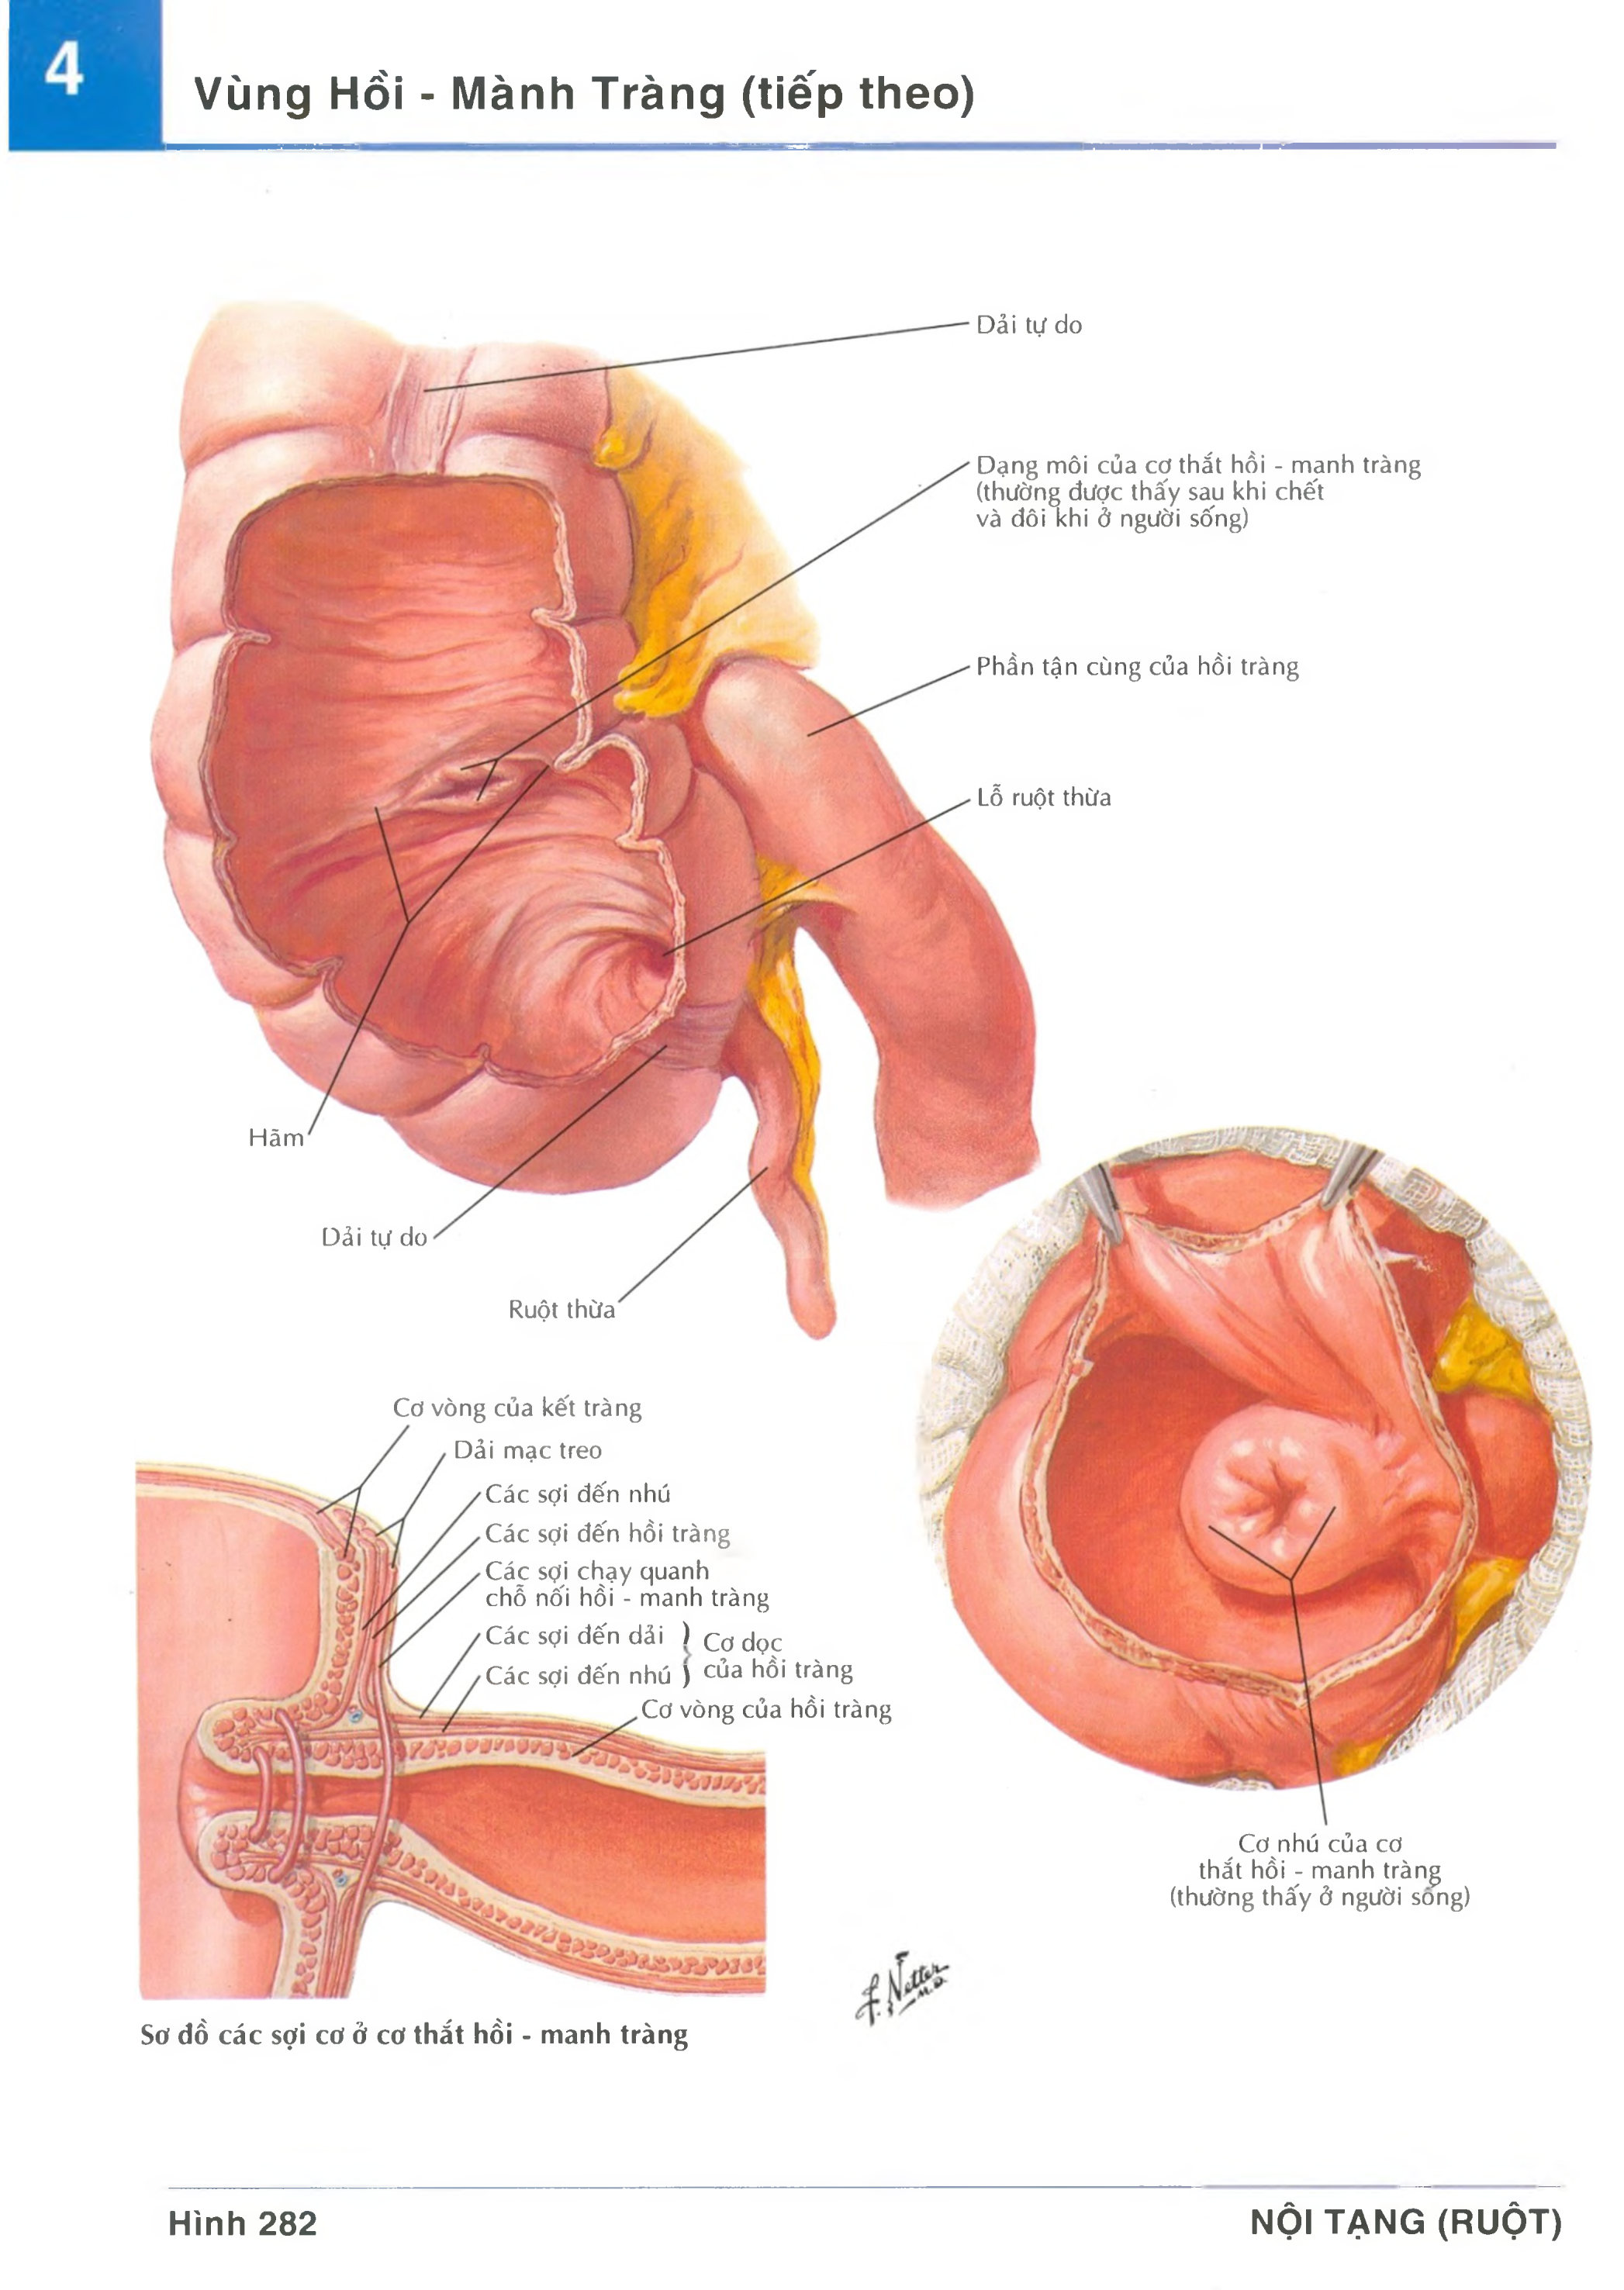 4
Vùng Hồi - Mành Tràng (tiếp theo)
Dải tự do
Dạng môi của cơ thắt hồi - manh tràng
(thường được thấy sau khi chết
và đôi khi ở người sống)
Phần tận cùng của hồi tràng
Lỗ ruột thừa
Hãm
Dải tự do
Ruột thừa
Cơ vòng của kết tràng
Dải mạc treo
Các sợi đến nhú
Các sợi đến hồi tràng
Các sợi chạy quanh
chỗ nối hồi - manh tràng
Các sợi đến dải
Các sợi đến nhú
Cơ dọc
của hồi tràng
Cơ vòng của hồi tràng
Cơ nhú của cơ
thắt hồi - manh tràng
(thường thấy ở người sống)
F. Netter
M.D.
Sơ đồ các sợi cơ ở cơ thắt hồi - manh tràng
Hình 282
NỘI TẠNG (RUỘT)